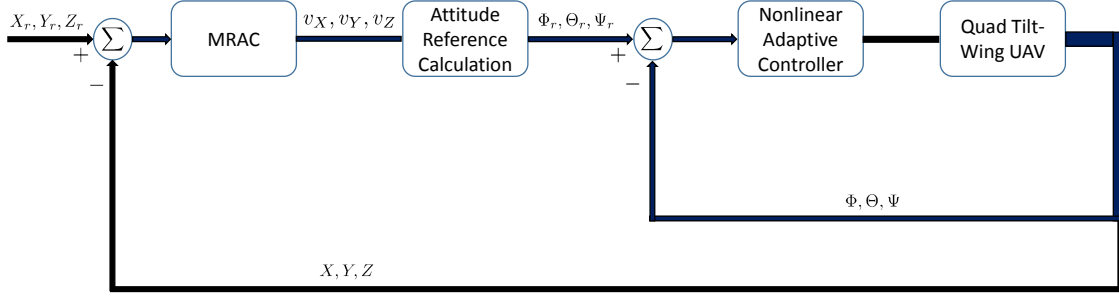 X_r, Y_r, Z_r
∑
+
−
MRAC
v_X, v_Y, v_Z
Attitude
Reference
Calculation
Φ_r, Θ_r, Ψ_r
∑
+
−
Nonlinear
Adaptive
Controller
Quad Tilt-
Wing UAV
Φ, Θ, Ψ
X, Y, Z